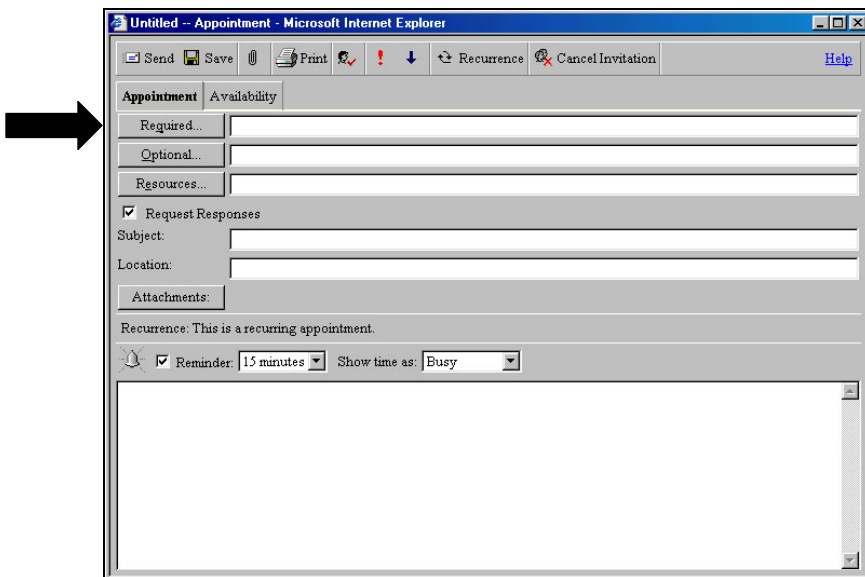 Untitled -- Appointment - Microsoft Internet Explorer
Send Save Print ! Recurrence Cancel Invitation Help
Appointment Availability
Required...
Optional...
Resources...
Request Responses
Subject:
Location:
Attachments:
Recurrence: This is a recurring appointment.
Reminder: 15 minutes Show time as: Busy